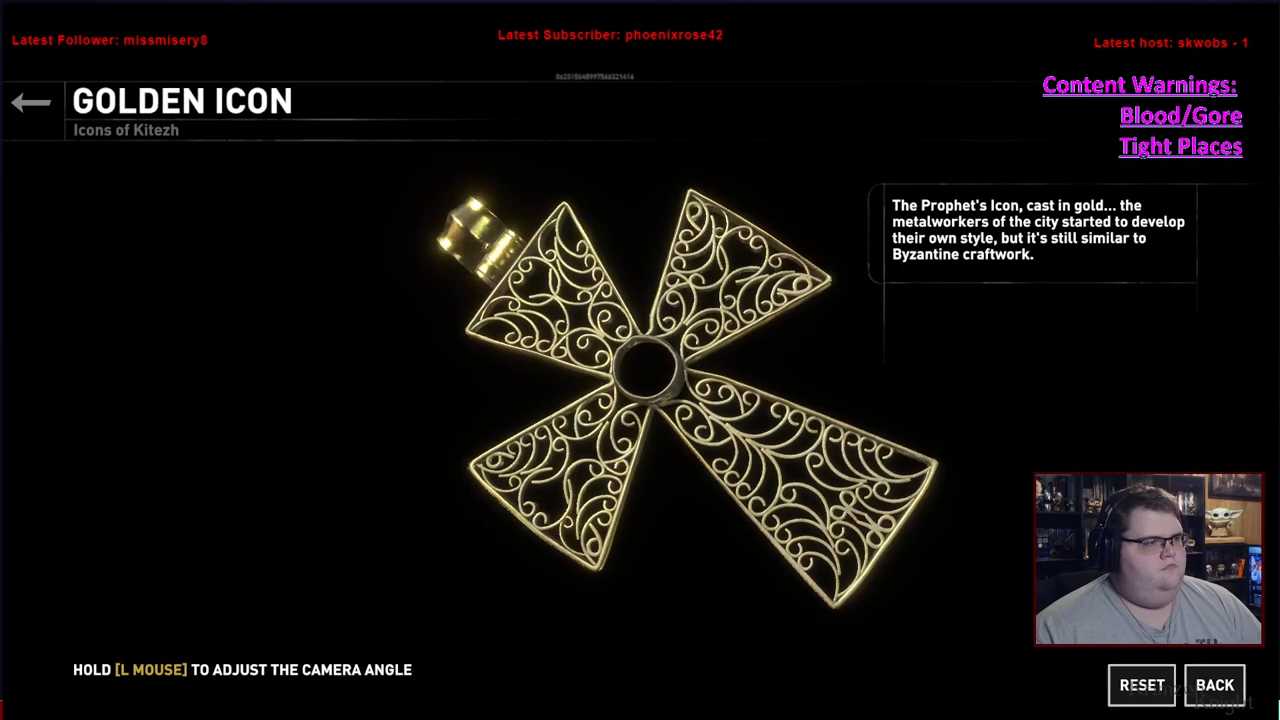 Latest Follower: missmisery8
Latest Subscriber: phoenixrose42
Latest host: skwobs - 1
GOLDEN ICON
Icons of Kitezh
Content Warnings:
Blood/Gore
Tight Places
The Prophet's Icon, cast in gold... the
metalworkers of the city started to develop
their own style, but it's still similar to
Byzantine craftwork.
HOLD [L MOUSE] TO ADJUST THE CAMERA ANGLE
RESET
BACK